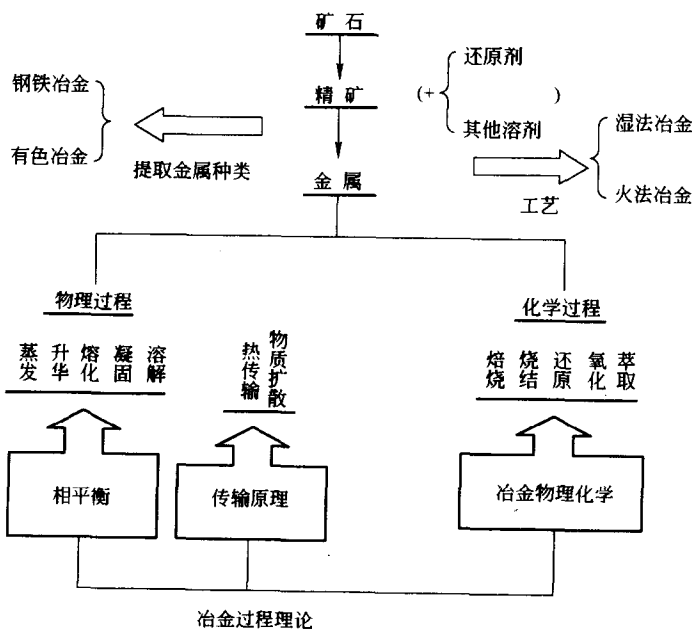 矿石
还原剂
钢铁冶金
精矿
(+ )
其他溶剂
湿法冶金
有色冶金
提取金属种类
金属
工艺
火法冶金
物理过程
化学过程
蒸发 升华 熔化 凝固 溶解
热传输 物质扩散
焙烧 烧结 还原 氧化 萃取
相平衡
传输原理
冶金物理化学
冶金过程理论